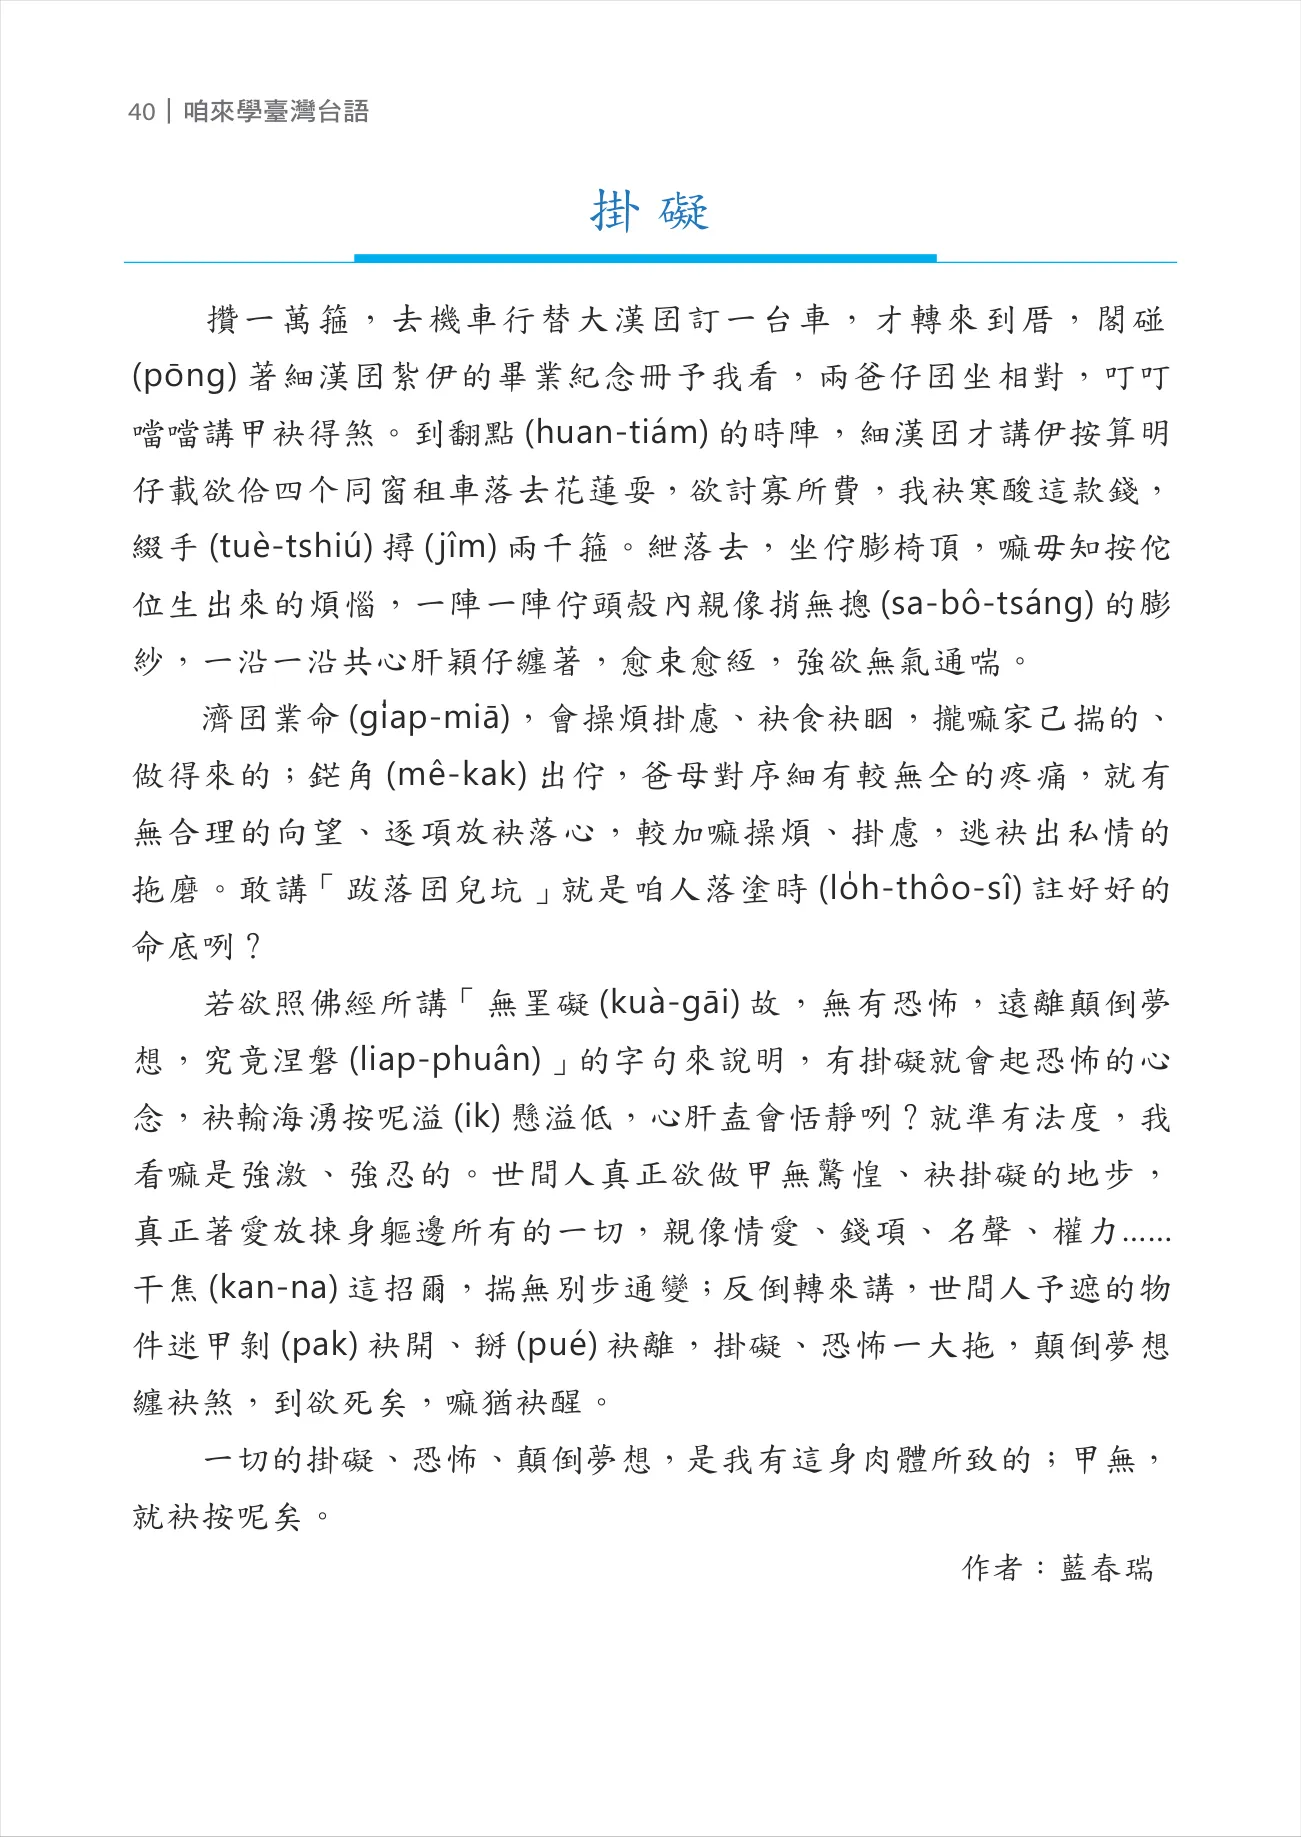 40｜咱來學臺灣台語
掛礙
攢一萬箍，去機車行替大漢囝訂一台車，才轉來到厝，閣碰
(pōng) 著細漢囝紮伊的畢業紀念冊予我看，兩爸仔囝坐相對，叮叮
噹噹講甲袂得煞。到翻點 (huan-tiám) 的時陣，細漢囝才講伊按算明
仔載欲佮四个同窗租車落去花蓮耍，欲討寡所費，我袂寒酸這款錢，
綴手 (tuè-tshiú) 撏 (jîm) 兩千箍。紲落去，坐佇膨椅頂，嘛毋知按佗
位生出來的煩惱，一陣一陣佇頭殼內親像捎無摠 (sa-bô-tsáng) 的膨
紗，一沿一沿共心肝穎仔纏著，愈束愈絚，強欲無氣通喘。
濟囝業命 (gia̍p-miā)，會操煩掛慮、袂食袂睏，攏嘛家己揣的、
做得來的；鋩角 (mê-kak) 出佇，爸母對序細有較無仝的疼痛，就有
無合理的向望、逐項放袂落心，較加嘛操煩、掛慮，逃袂出私情的
拖磨。敢講「跋落囝兒坑」就是咱人落塗時 (lo̍h-thôo-sî) 註好好的
命底咧？
若欲照佛經所講「無罣礙 (kuà-gāi) 故，無有恐怖，遠離顛倒夢
想，究竟涅磐 (liap-phuân)」的字句來說明，有掛礙就會起恐怖的心
念，袂輸海湧按呢溢 (ik) 懸溢低，心肝盍會恬靜咧？就準有法度，我
看嘛是強激、強忍的。世間人真正欲做甲無驚惶、袂掛礙的地步，
真正著愛放捒身軀邊所有的一切，親像情愛、錢項、名聲、權力……
干焦 (kan-na) 這招爾，揣無別步通變；反倒轉來講，世間人予遮的物
件迷甲剝 (pak) 袂開、掰 (pué) 袂離，掛礙、恐怖一大拖，顛倒夢想
纏袂煞，到欲死矣，嘛猶袂醒。
一切的掛礙、恐怖、顛倒夢想，是我有這身肉體所致的；甲無，
就袂按呢矣。
作者：藍春瑞